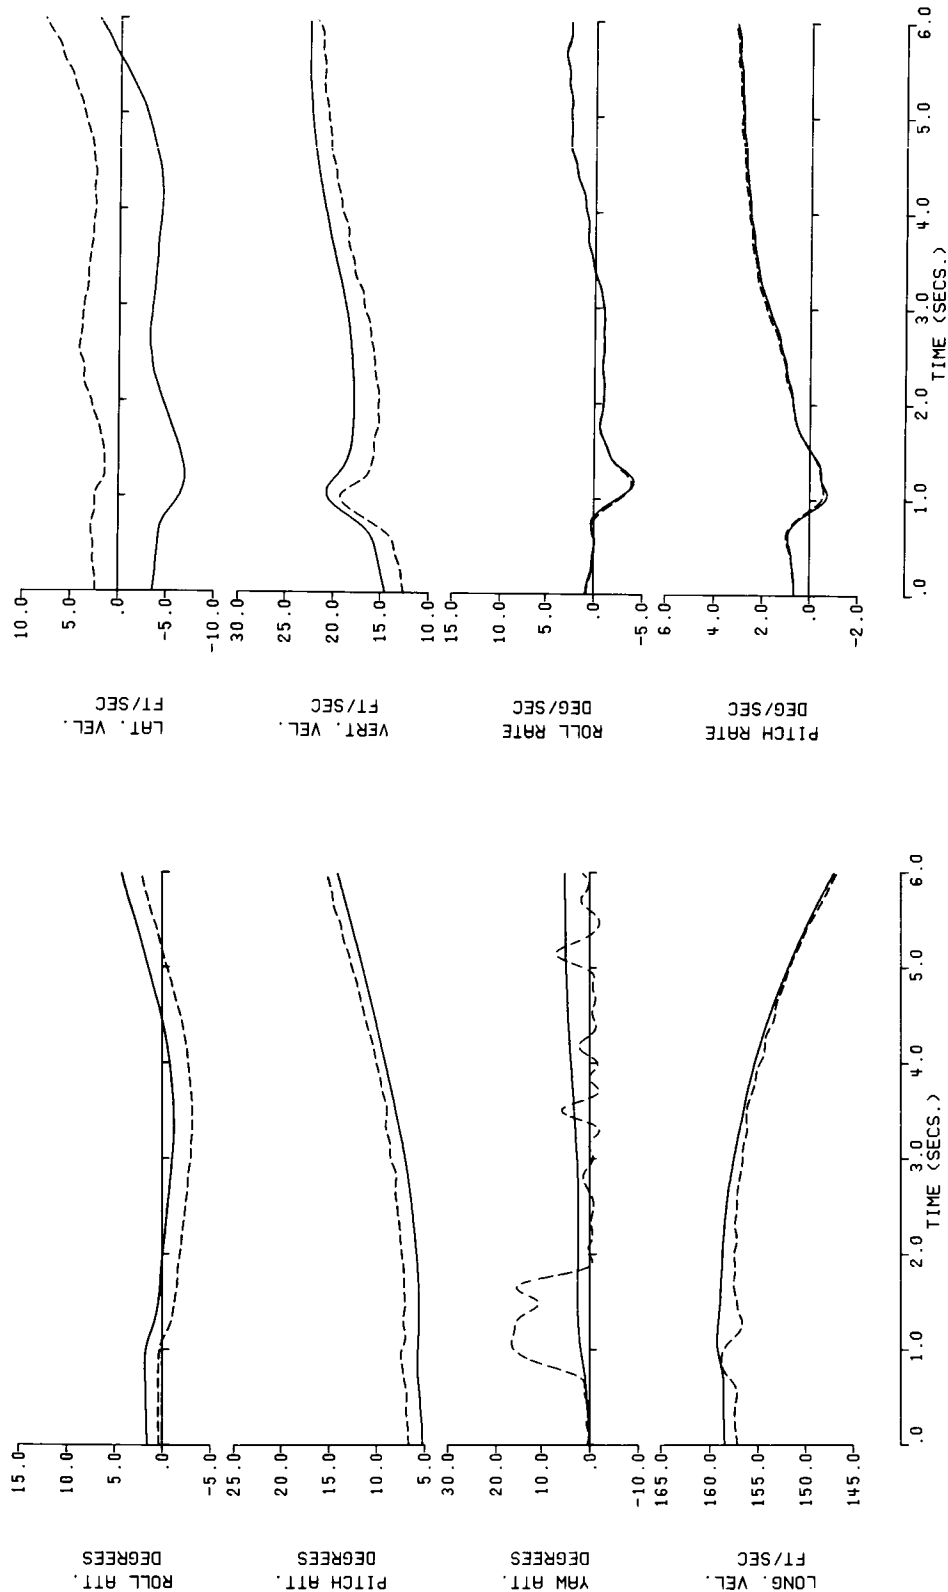 LAT. VEL.
FT/SEC
10.0
5.0
.0
-5.0
-10.0
VERT. VEL.
FT/SEC
30.0
25.0
20.0
15.0
10.0
ROLL RATE
DEG/SEC
15.0
10.0
5.0
.0
-5.0
PITCH RATE
DEG/SEC
6.0
4.0
2.0
.0
-2.0
.0 1.0 2.0 3.0 4.0 5.0 6.0
TIME (SECS.)
ROLL ATT.
DEGREES
15.0
10.0
5.0
.0
-5.0
PITCH ATT.
DEGREES
25.0
20.0
15.0
10.0
5.0
YAW ATT.
DEGREES
30.0
20.0
10.0
.0
-10.0
LONG. VEL.
FT/SEC
165.0
160.0
155.0
150.0
145.0
.0 1.0 2.0 3.0 4.0 5.0 6.0
TIME (SECS.)